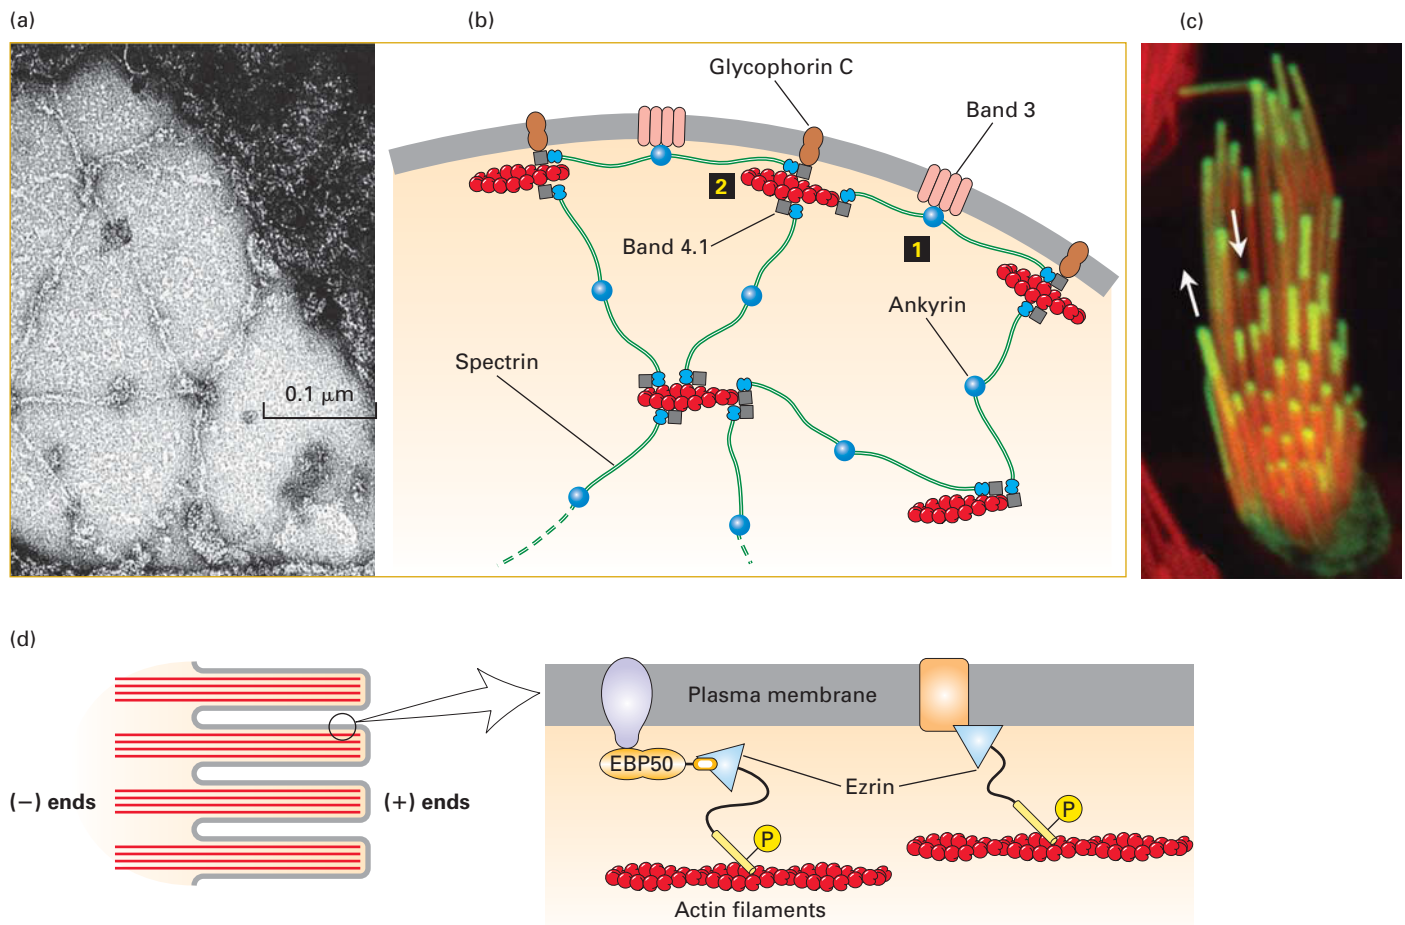 (a)
(b)
(c)
Glycophorin C
Band 3
2
Band 4.1
1
Ankyrin
Spectrin
0.1 μm
(d)
Plasma membrane
EBP50
Ezrin
(−) ends
(+) ends
P
P
Actin filaments